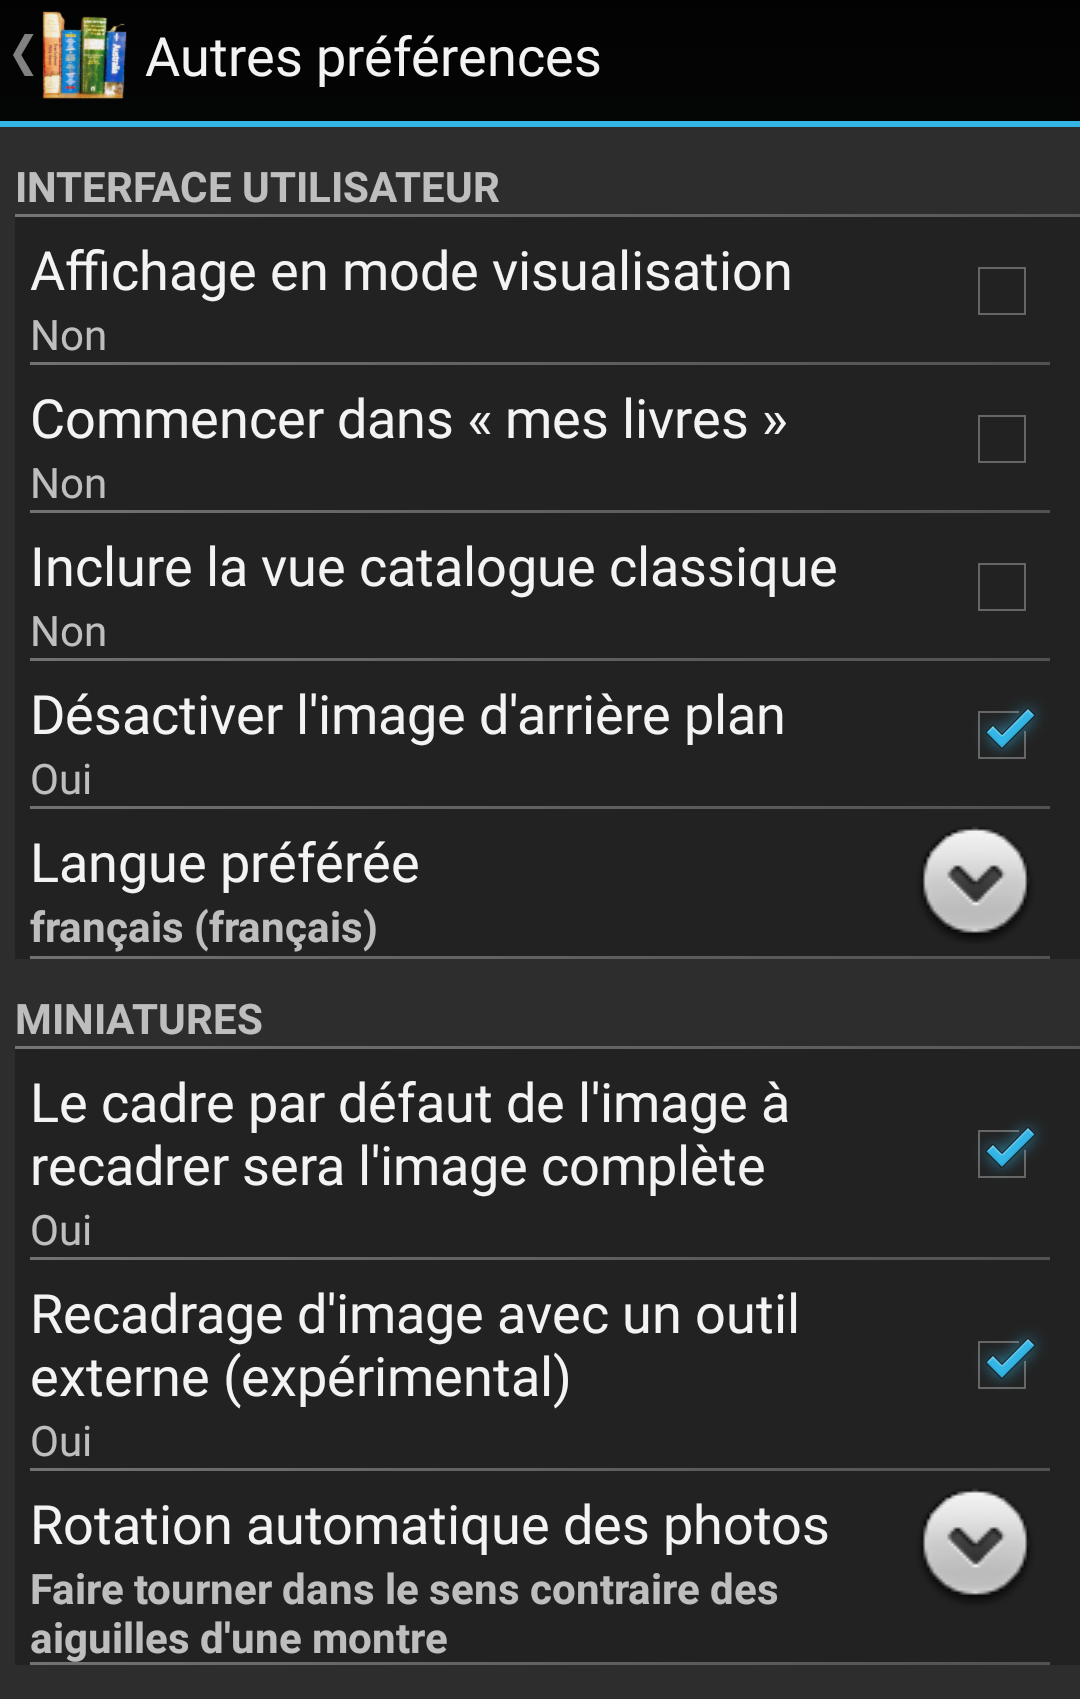 Autres préférences
INTERFACE UTILISATEUR
Affichage en mode visualisation
Non
Commencer dans « mes livres »
Non
Inclure la vue catalogue classique
Non
Désactiver l'image d'arrière plan
Oui
Langue préférée
français (français)
MINIATURES
Le cadre par défaut de l'image à
recadrer sera l'image complète
Oui
Recadrage d'image avec un outil
externe (expérimental)
Oui
Rotation automatique des photos
Faire tourner dans le sens contraire des
aiguilles d'une montre